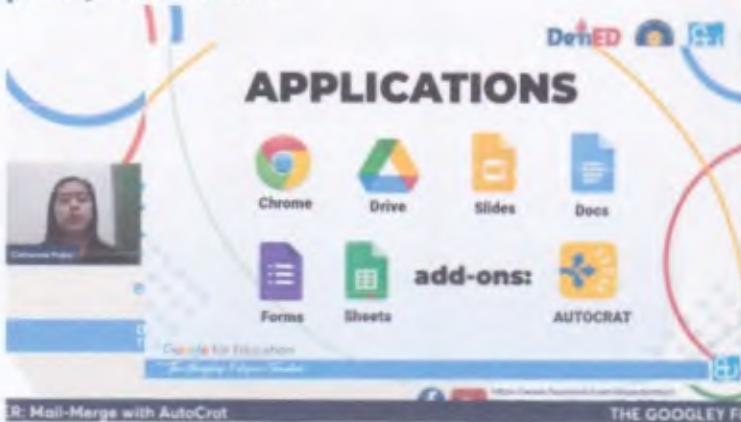 DepED
APPLICATIONS
Chrome
Drive
Slides
Docs
Forms
Sheets
add-ons:
AUTOCRAT
Google for Education
R: Mail-Merge with AutoCrat
THE GOOGLEY F